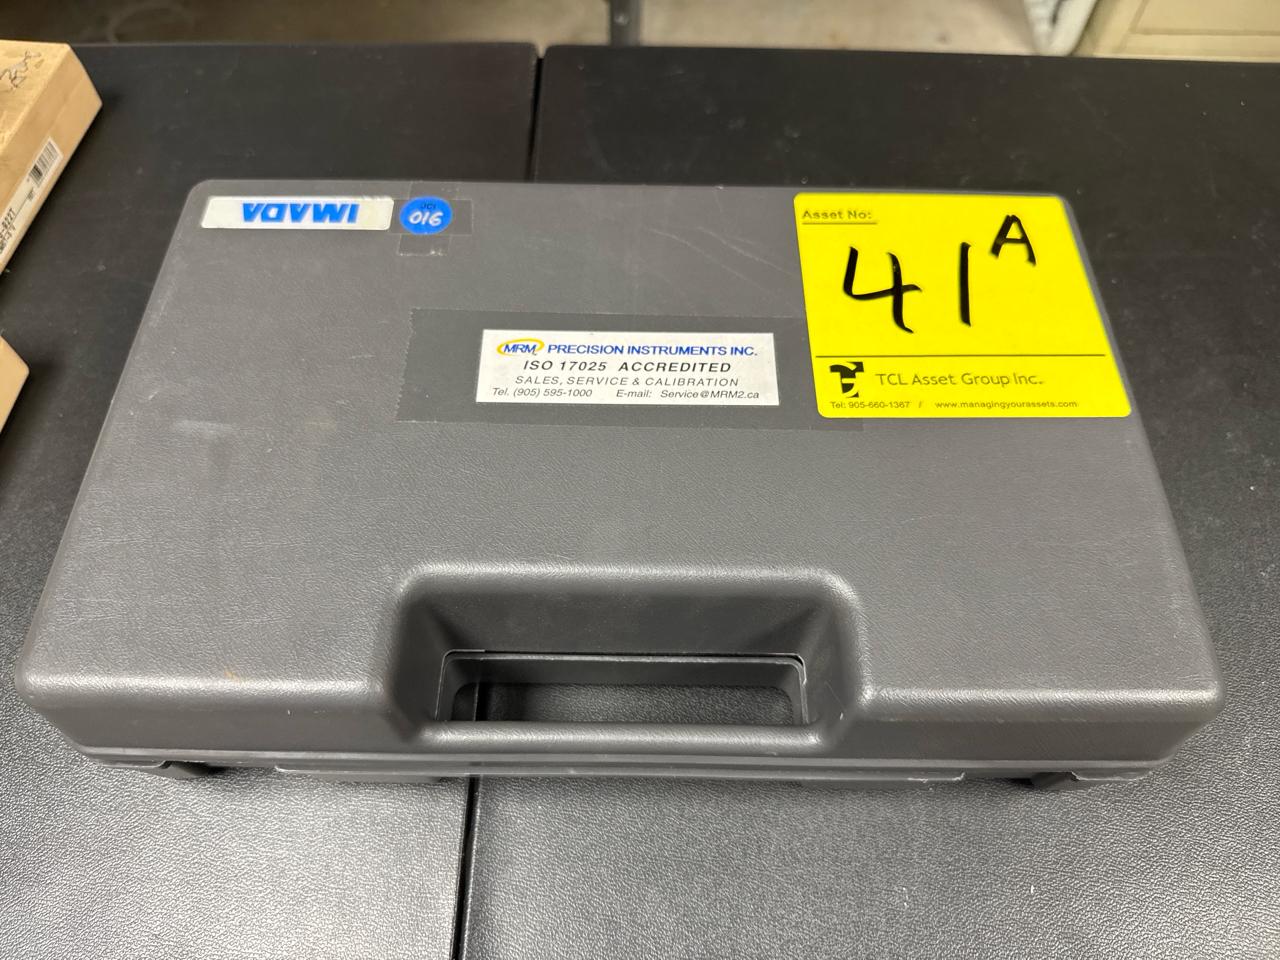 IMADA
JCI
016
Asset No:
41A
TCL Asset Group Inc.
Tel: 905-660-1367 / www.managingyourassets.com
MRM PRECISION INSTRUMENTS INC.
ISO 17025 ACCREDITED
SALES, SERVICE & CALIBRATION
Tel. (905) 595-1000 E-mail: Service@MRM2.ca